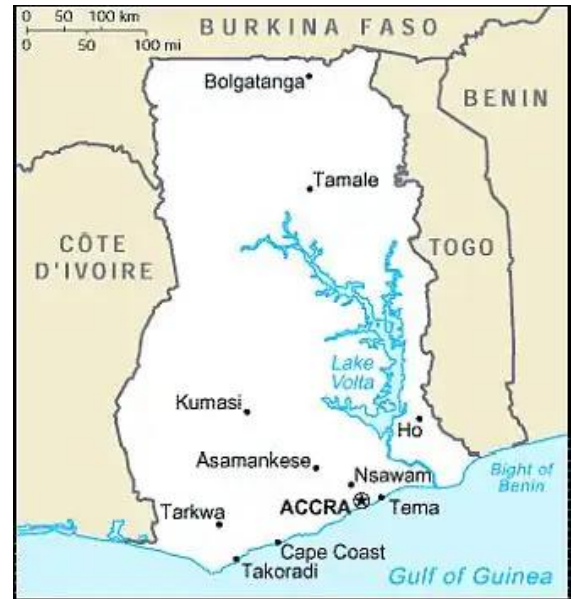 0 50 100 km
0 50 100 mi
BURKINA FASO
BENIN
Bolgatanga
Tamale
CÔTE
D'IVOIRE
TOGO
Lake
Volta
Kumasi
Ho
Asamankese
Nsawam
Bight of
Benin
ACCRA
Tema
Tarkwa
Cape Coast
Takoradi
Gulf of Guinea